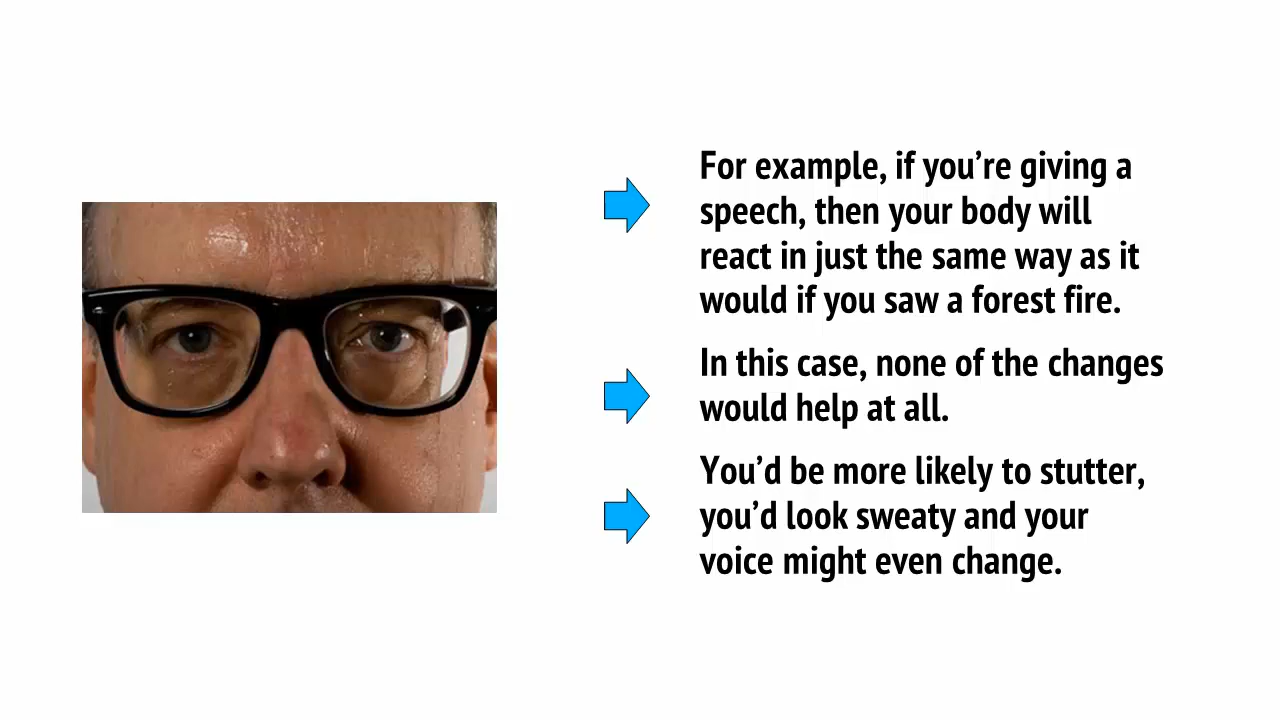 For example, if you’re giving a
speech, then your body will
react in just the same way as it
would if you saw a forest fire.
In this case, none of the changes
would help at all.
You’d be more likely to stutter,
you’d look sweaty and your
voice might even change.